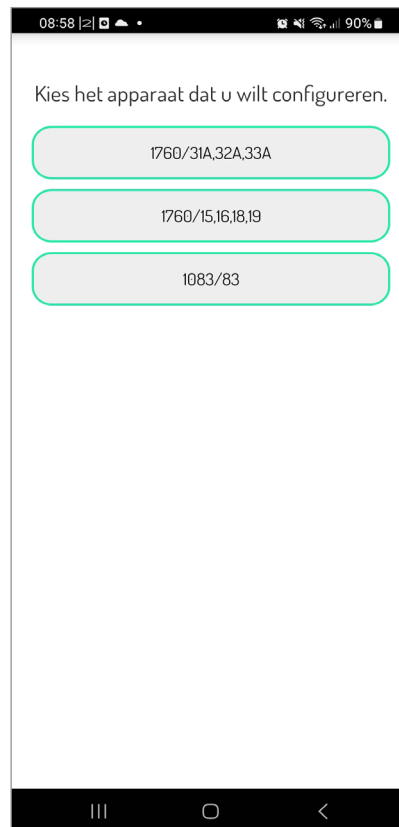 08:58 |2| 90%
Kies het apparaat dat u wilt configureren.
1760/31A,32A,33A
1760/15,16,18,19
1083/83